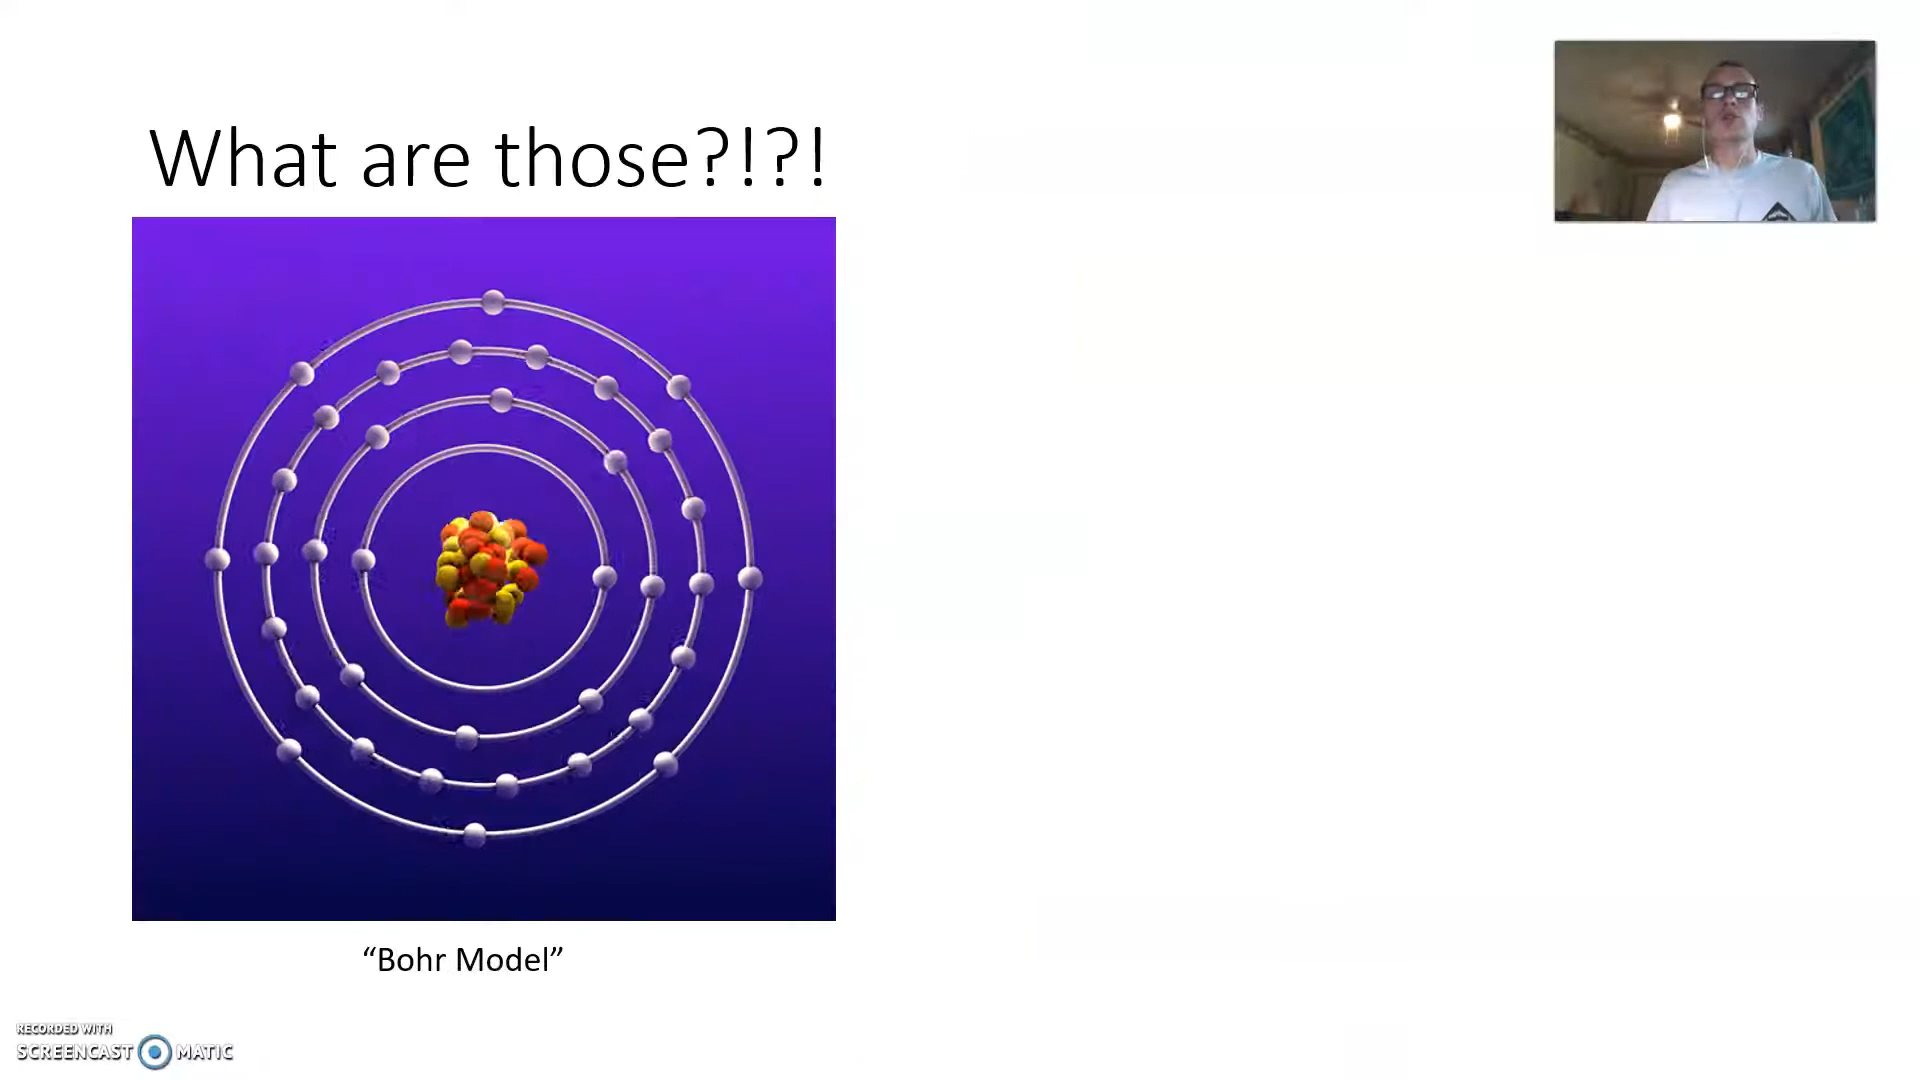 What are those?!?!
“Bohr Model”
RECORDED WITH
SCREENCAST MATIC